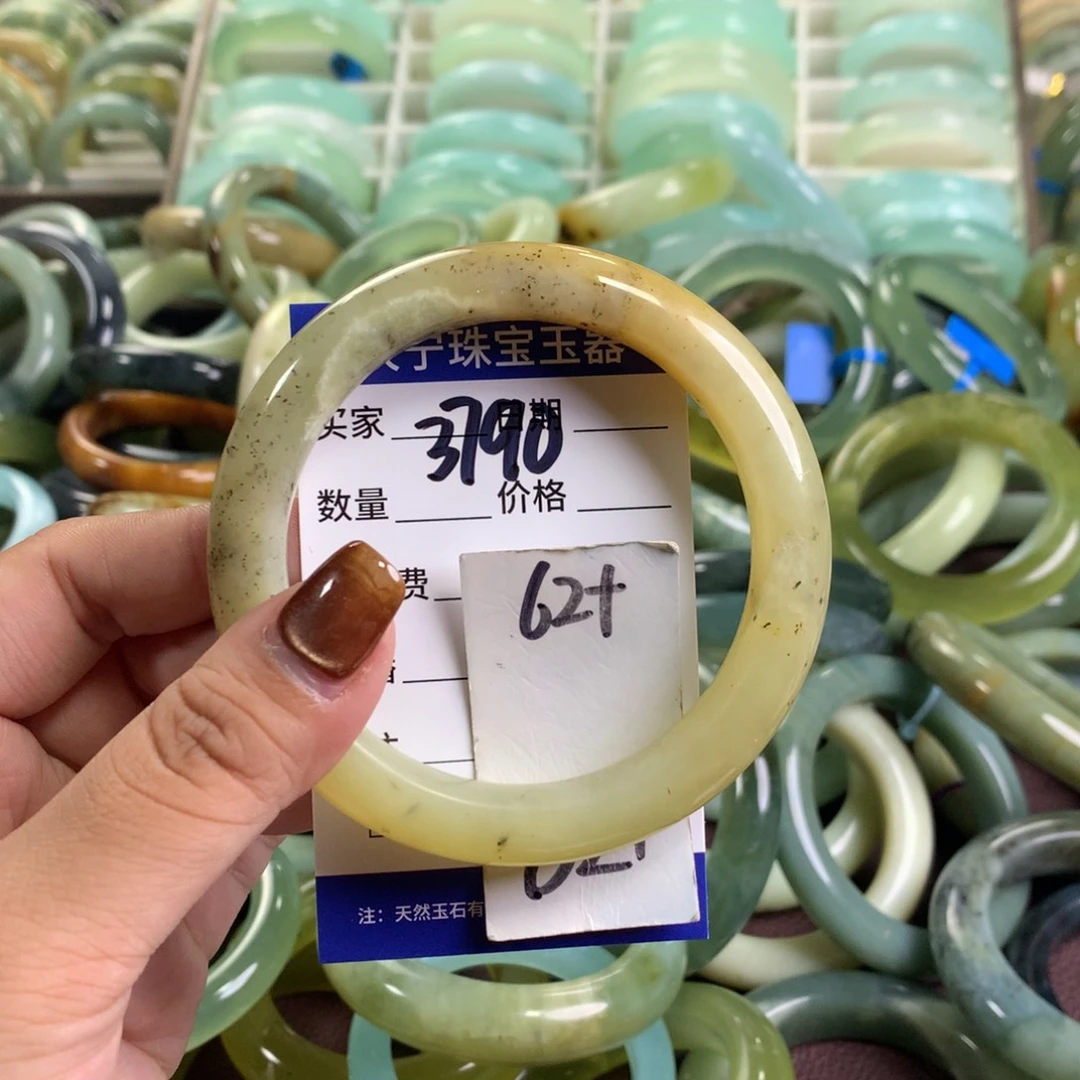 宁珠宝玉器
买家 3790 日期
数量 价格
费
62+
注：天然玉石有